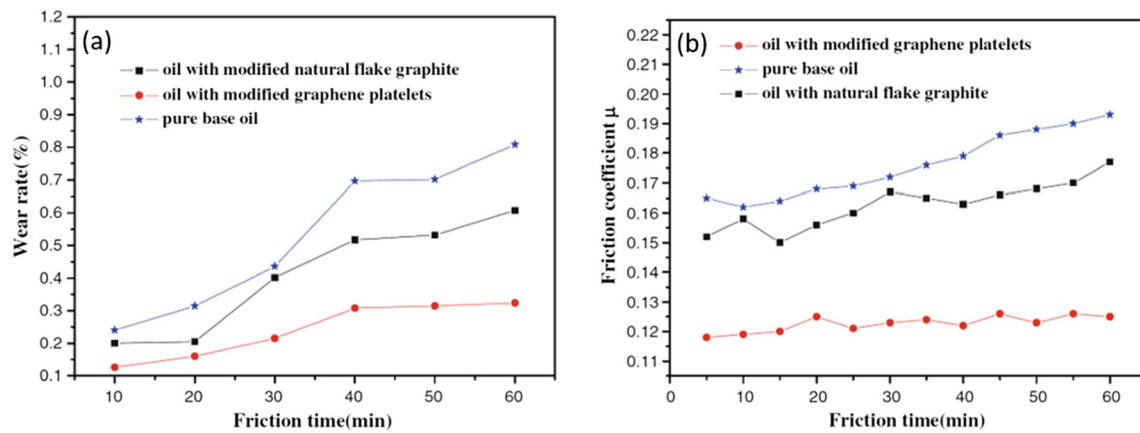 (a)
1.2
1.1
1.0
0.9
0.8
0.7
0.6
0.5
0.4
0.3
0.2
0.1
Wear rate(%)
oil with modified natural flake graphite
oil with modified graphene platelets
pure base oil
10 20 30 40 50 60
Friction time(min)
(b)
0.22
0.21
0.20
0.19
0.18
0.17
0.16
0.15
0.14
0.13
0.12
0.11
Friction coefficient μ
oil with modified graphene platelets
pure base oil
oil with natural flake graphite
0 10 20 30 40 50 60
Friction time(min)